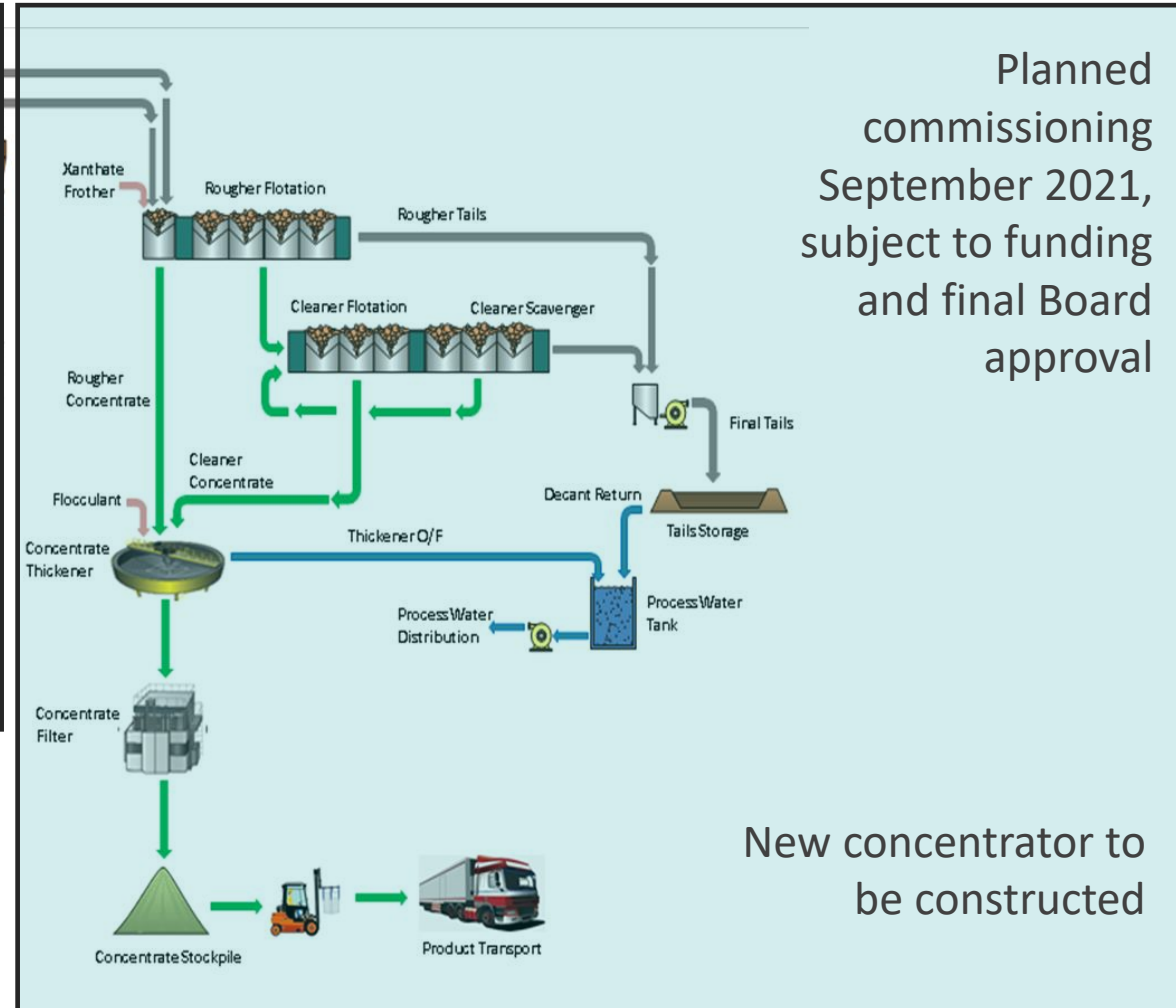 Planned
commissioning
September 2021,
subject to funding
and final Board
approval
Xanthate
Frother
Rougher Flotation
Rougher Tails
Cleaner Flotation
Cleaner Scavenger
Rougher
Concentrate
Final Tails
Cleaner
Concentrate
Flocculant
Decant Return
Tails Storage
Thickener O/F
Concentrate
Thickener
Process Water
Tank
Process Water
Distribution
Concentrate
Filter
New concentrator to
be constructed
Concentrate Stockpile
Product Transport